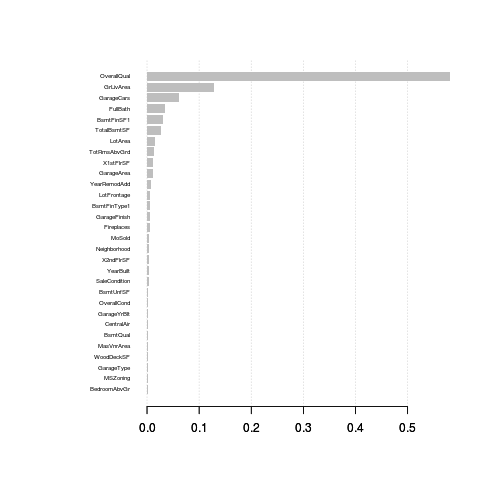 OverallQual
GrLivArea
GarageCars
FullBath
BsmtFinSF1
TotalBsmtSF
LotArea
TotRmsAbvGrd
X1stFlrSF
GarageArea
YearRemodAdd
LotFrontage
BsmtFinType1
GarageFinish
Fireplaces
MoSold
Neighborhood
X2ndFlrSF
YearBuilt
SaleCondition
BsmtUnfSF
OverallCond
GarageYrBlt
CentralAir
BsmtQual
MasVnrArea
WoodDeckSF
GarageType
MSZoning
BedroomAbvGr
0.0 0.1 0.2 0.3 0.4 0.5